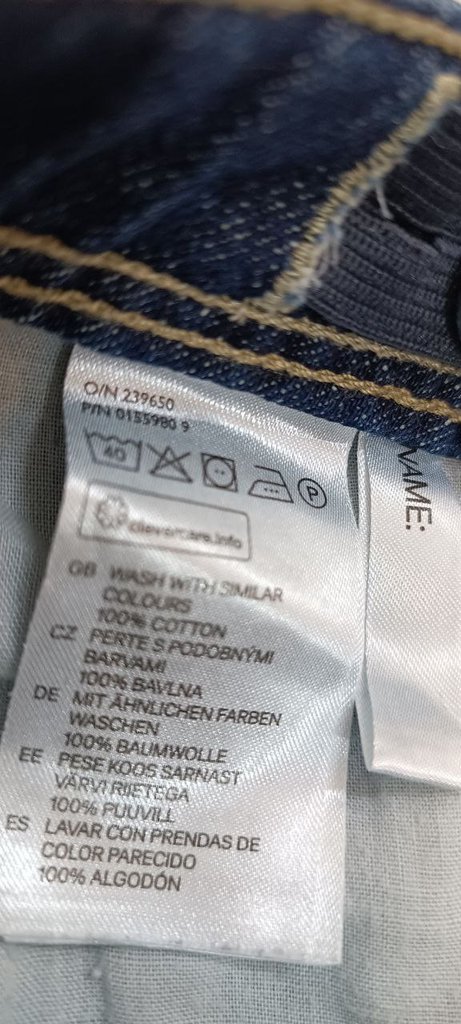 O/N 239650
P/N 0155980 9
40 P
clevercare.info
GB WASH WITH SIMILAR
COLOURS
100% COTTON
CZ PERTE S PODOBNÝMI
BARVAMI
100% BAVLNA
DE MIT ÄHNLICHEN FARBEN
WASCHEN
100% BAUMWOLLE
EE PESE KOOS SARNAST
VÄRVI RIIETEGA
100% PUUVILL
ES LAVAR CON PRENDAS DE
COLOR PARECIDO
100% ALGODÓN
NAME: